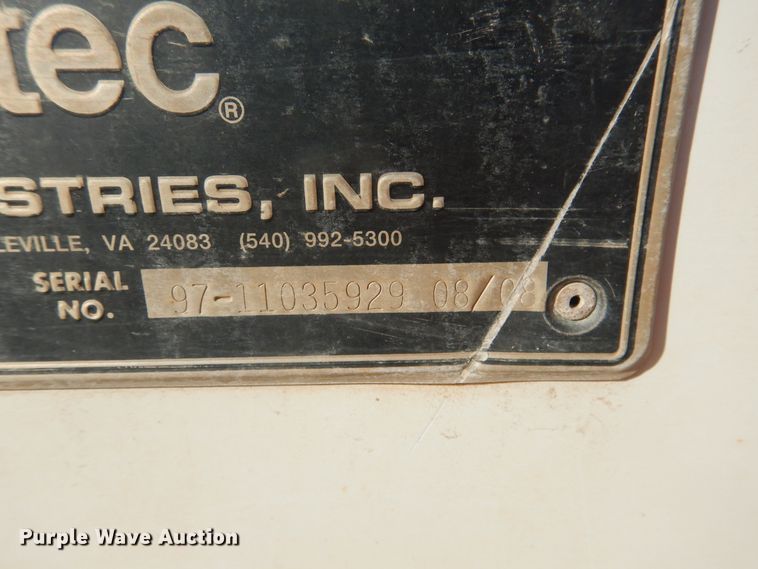 tec®
STRIES, INC.
LEVILLE, VA 24083 (540) 992-5300
SERIAL
NO. 97-11035929 08/08
Purple Wave Auction